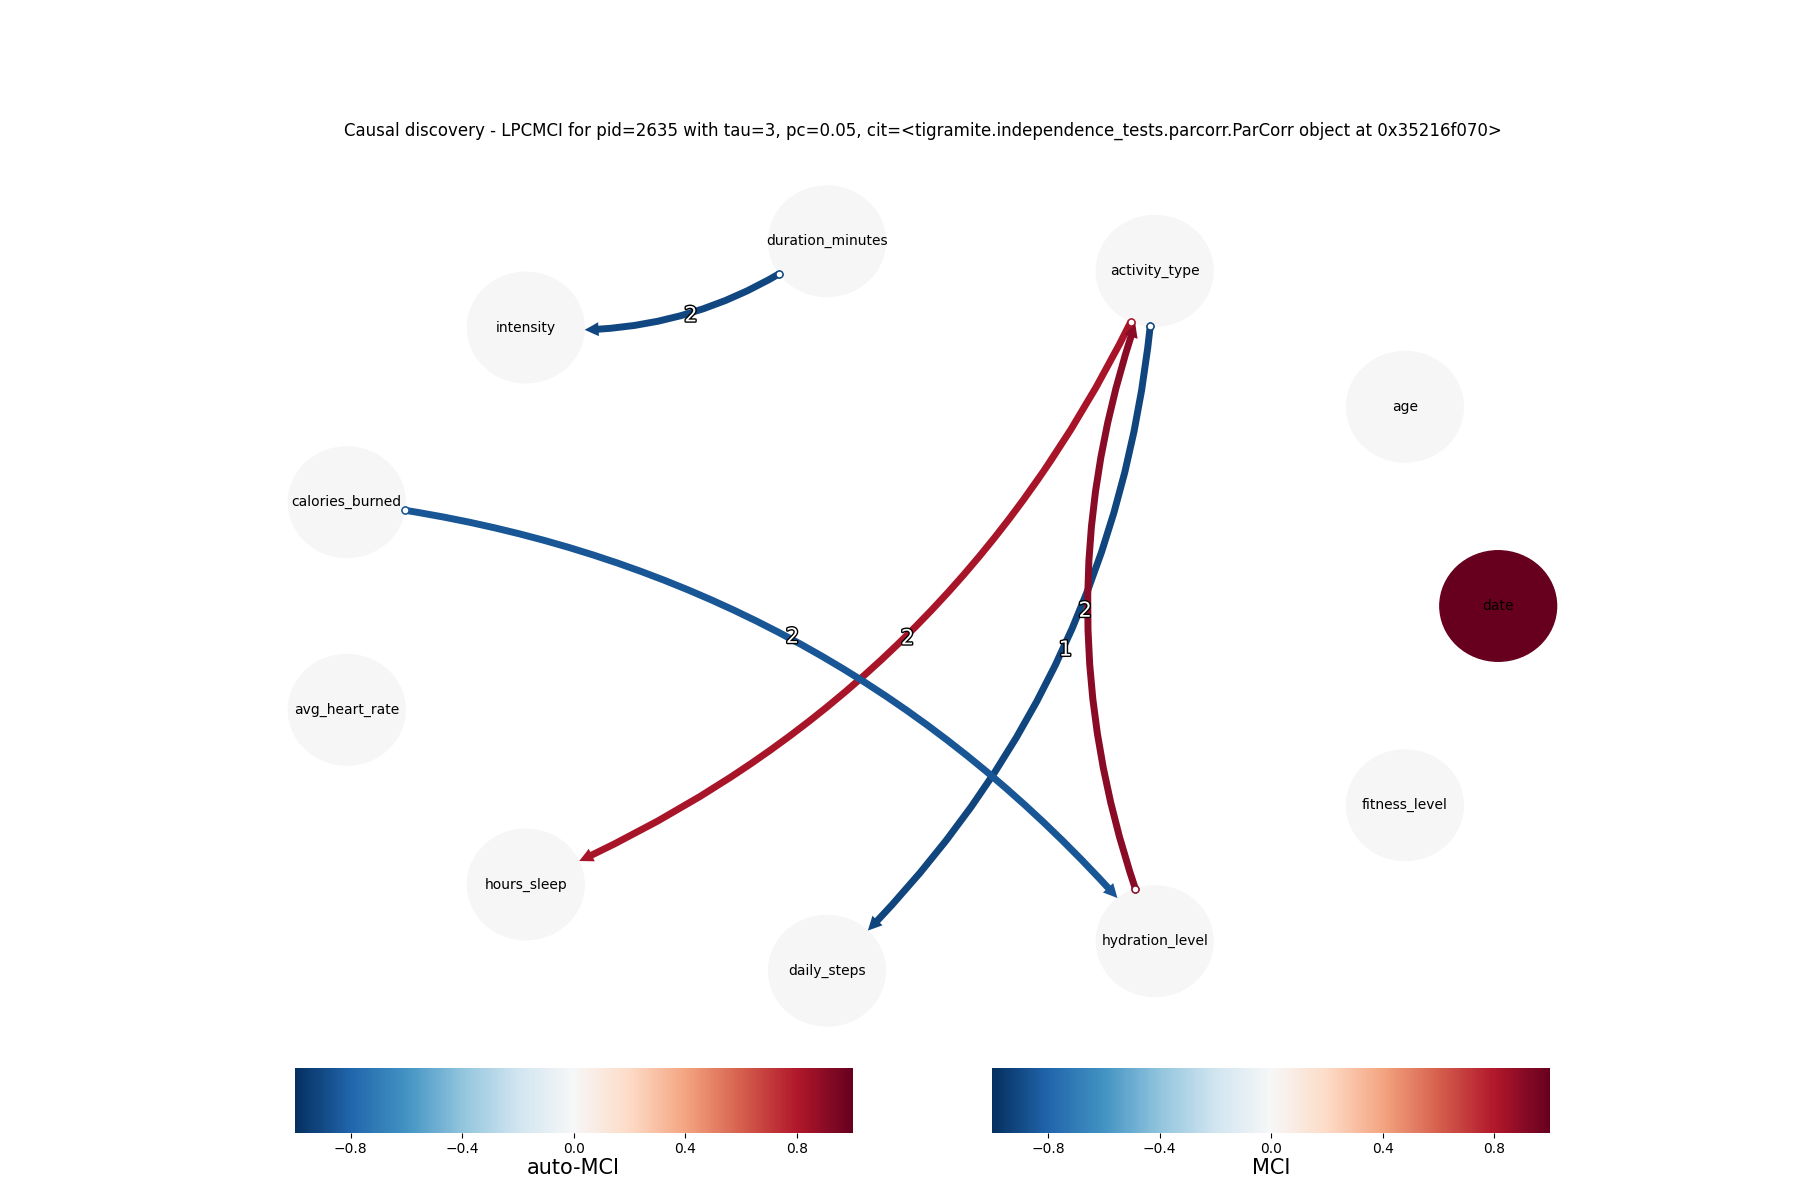 Causal discovery - LPCMCI for pid=2635 with tau=3, pc=0.05, cit=<tigramite.independence_tests.parcorr.ParCorr object at 0x35216f070>
duration_minutes
activity_type
intensity
2
age
calories_burned
date
2
2
2
1
avg_heart_rate
fitness_level
hours_sleep
hydration_level
daily_steps
−0.8 −0.4 0.0 0.4 0.8
auto-MCI
−0.8 −0.4 0.0 0.4 0.8
MCI